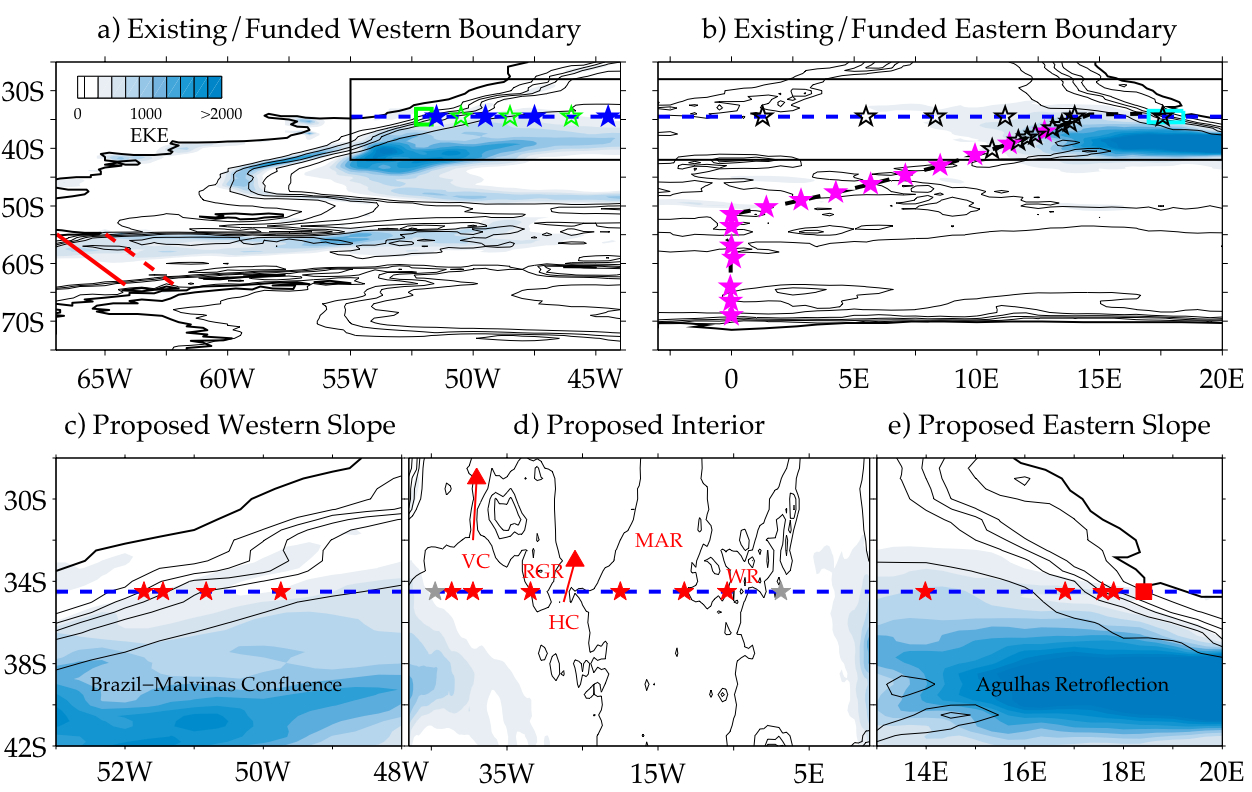 a) Existing/Funded Western Boundary
b) Existing/Funded Eastern Boundary
30S
40S
50S
60S
70S
0 1000 >2000
EKE
65W 60W 55W 50W 45W
0 5E 10E 15E 20E
c) Proposed Western Slope
d) Proposed Interior
e) Proposed Eastern Slope
30S
34S
38S
42S
Brazil−Malvinas Confluence
VC
RGR
HC
MAR
WR
Agulhas Retroflection
52W 50W 48W
35W 15W 5E
14E 16E 18E 20E